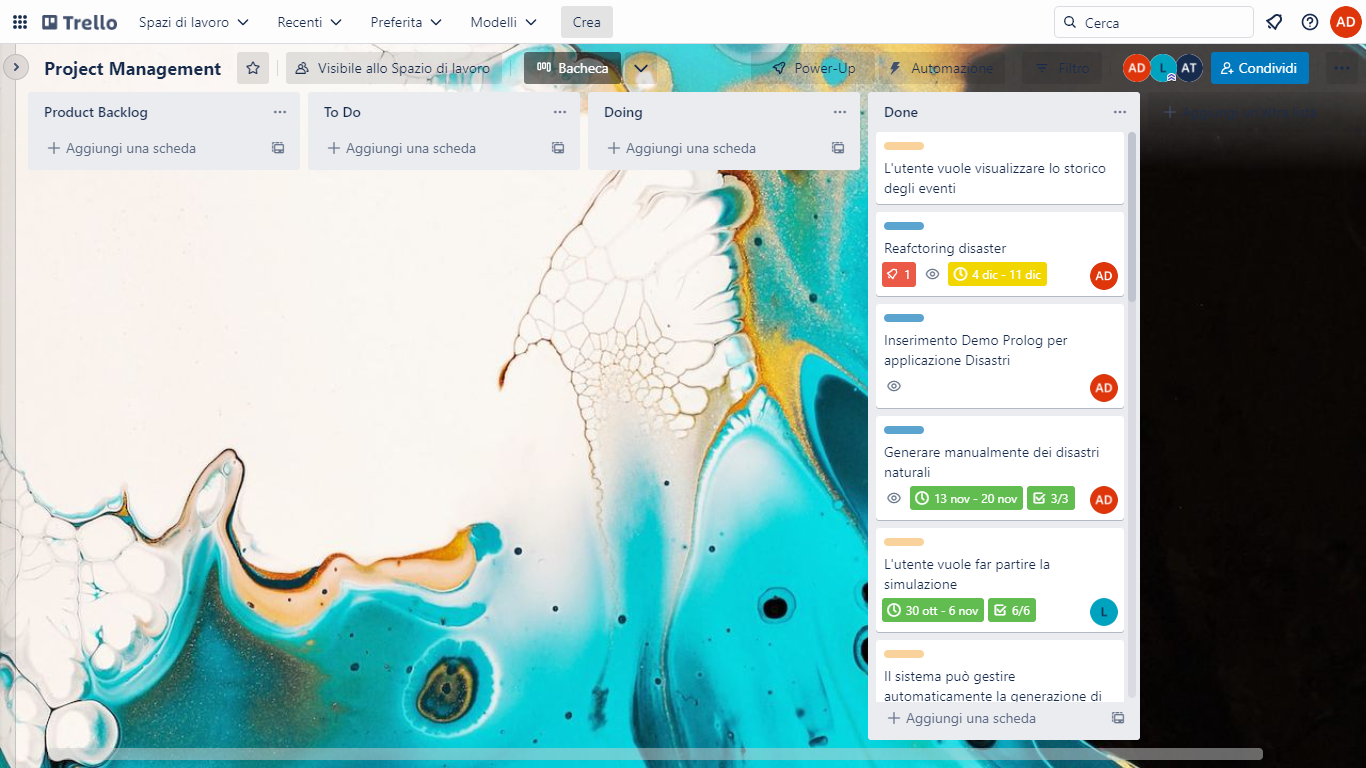 Trello
Spazi di lavoro
Recenti
Preferita
Modelli
Crea
Cerca
AD
Project Management
Visibile allo Spazio di lavoro
Bacheca
Power-Up
Automazione
Filtro
AD
L
AT
Condividi
Product Backlog
Aggiungi una scheda
To Do
Aggiungi una scheda
Doing
Aggiungi una scheda
Done
L'utente vuole visualizzare lo storico
degli eventi
Reafctoring disaster
1
4 dic - 11 dic
AD
Inserimento Demo Prolog per
applicazione Disastri
AD
Generare manualmente dei disastri
naturali
13 nov - 20 nov
3/3
AD
L'utente vuole far partire la
simulazione
30 ott - 6 nov
6/6
L
Il sistema può gestire
automaticamente la generazione di
Aggiungi una scheda